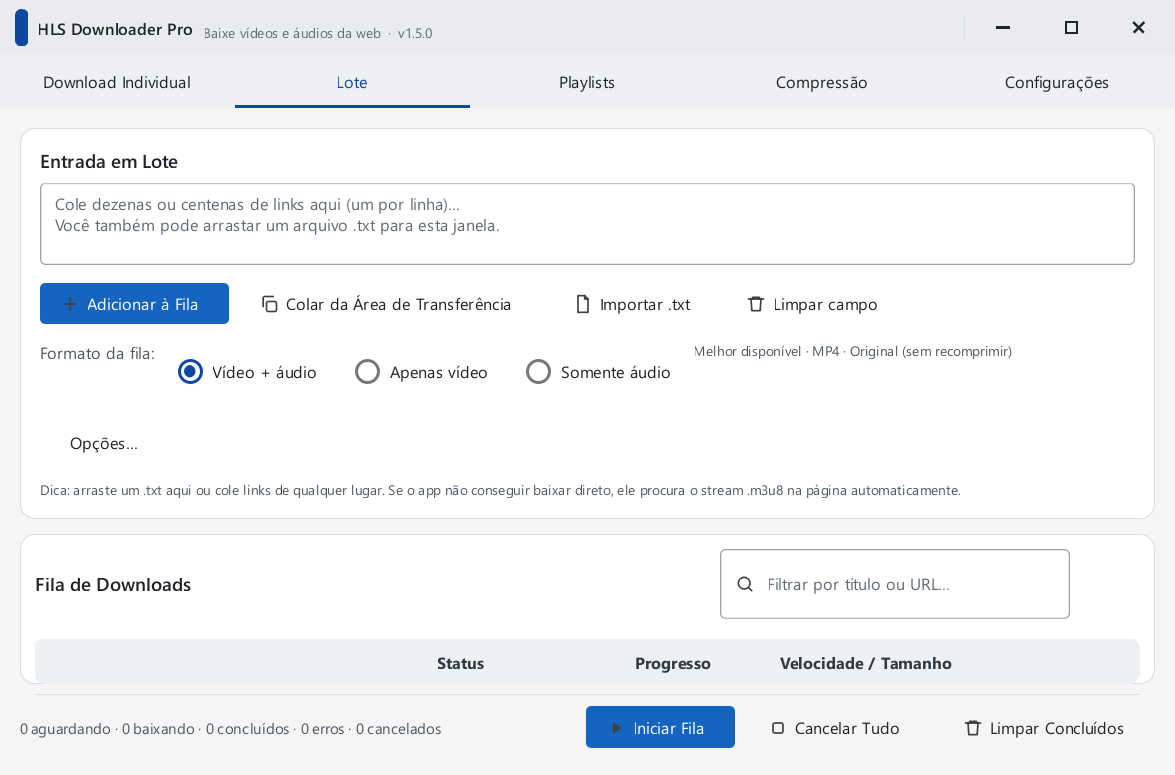 HLS Downloader Pro Baixe vídeos e áudios da web · v1.5.0
Download Individual Lote Playlists Compressão Configurações
Entrada em Lote
Cole dezenas ou centenas de links aqui (um por linha)...
Você também pode arrastar um arquivo .txt para esta janela.
Adicionar à Fila Colar da Área de Transferência Importar .txt Limpar campo
Formato da fila: Vídeo + áudio Apenas vídeo Somente áudio Melhor disponível · MP4 · Original (sem recomprimir)
Opções...
Dica: arraste um .txt aqui ou cole links de qualquer lugar. Se o app não conseguir baixar direto, ele procura o stream .m3u8 na página automaticamente.
Fila de Downloads Filtrar por título ou URL...
Status Progresso Velocidade / Tamanho
0 aguardando · 0 baixando · 0 concluídos · 0 erros · 0 cancelados Iniciar Fila Cancelar Tudo Limpar Concluídos